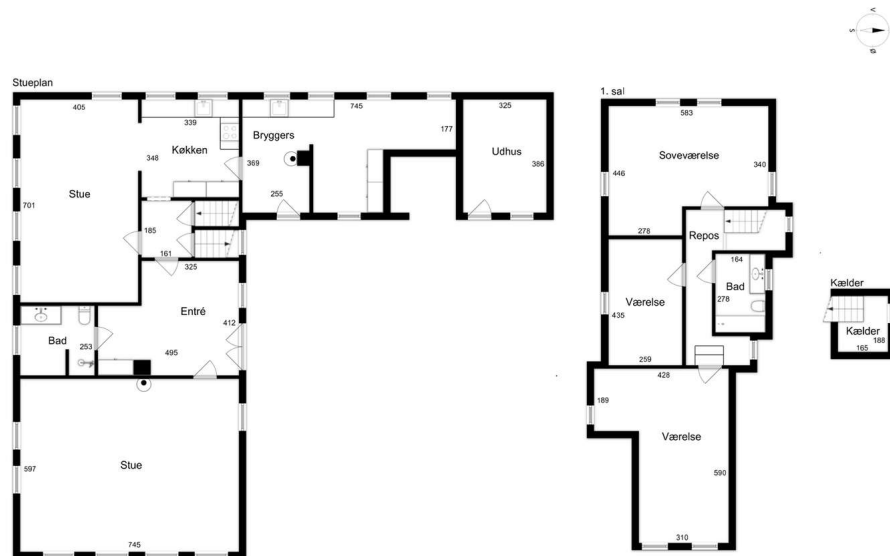 V
S
Ø
Stueplan
405
339
745
325
177
Køkken
Bryggers
Udhus
348
369
386
Stue
701
255
185
161
325
Entré
412
Bad
253
495
Stue
597
745
1. sal
583
Soveværelse
446
340
278
Repos
164
Bad
278
Værelse
435
259
428
189
Værelse
590
310
Kælder
Kælder
188
165